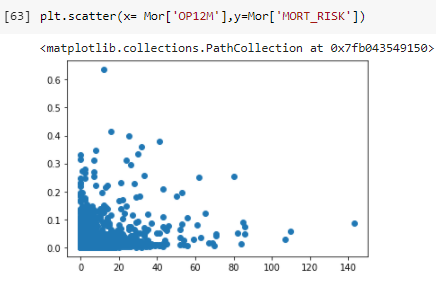 [63] plt.scatter(x= Mor['OP12M'],y=Mor['MORT_RISK'])
<matplotlib.collections.PathCollection at 0x7fb043549150>
0.6
0.5
0.4
0.3
0.2
0.1
0.0
0 20 40 60 80 100 120 140